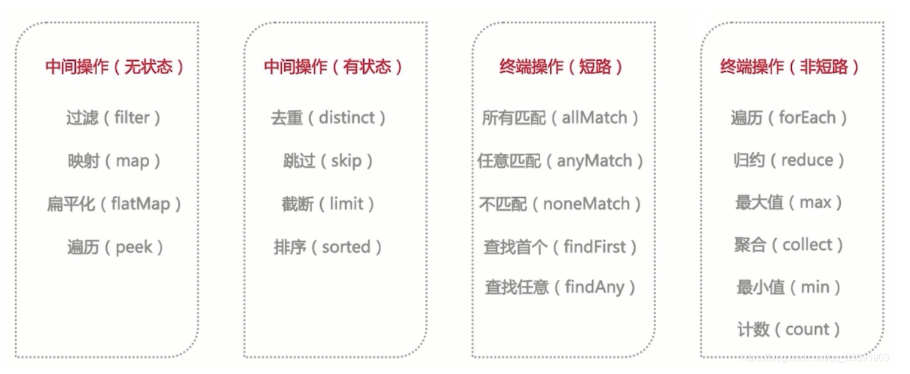 中间操作（无状态）
过滤（filter）
映射（map）
扁平化（flatMap）
遍历（peek）
中间操作（有状态）
去重（distinct）
跳过（skip）
截断（limit）
排序（sorted）
终端操作（短路）
所有匹配（allMatch）
任意匹配（anyMatch）
不匹配（noneMatch）
查找首个（findFirst）
查找任意（findAny）
终端操作（非短路）
遍历（forEach）
归约（reduce）
最大值（max）
聚合（collect）
最小值（min）
计数（count）